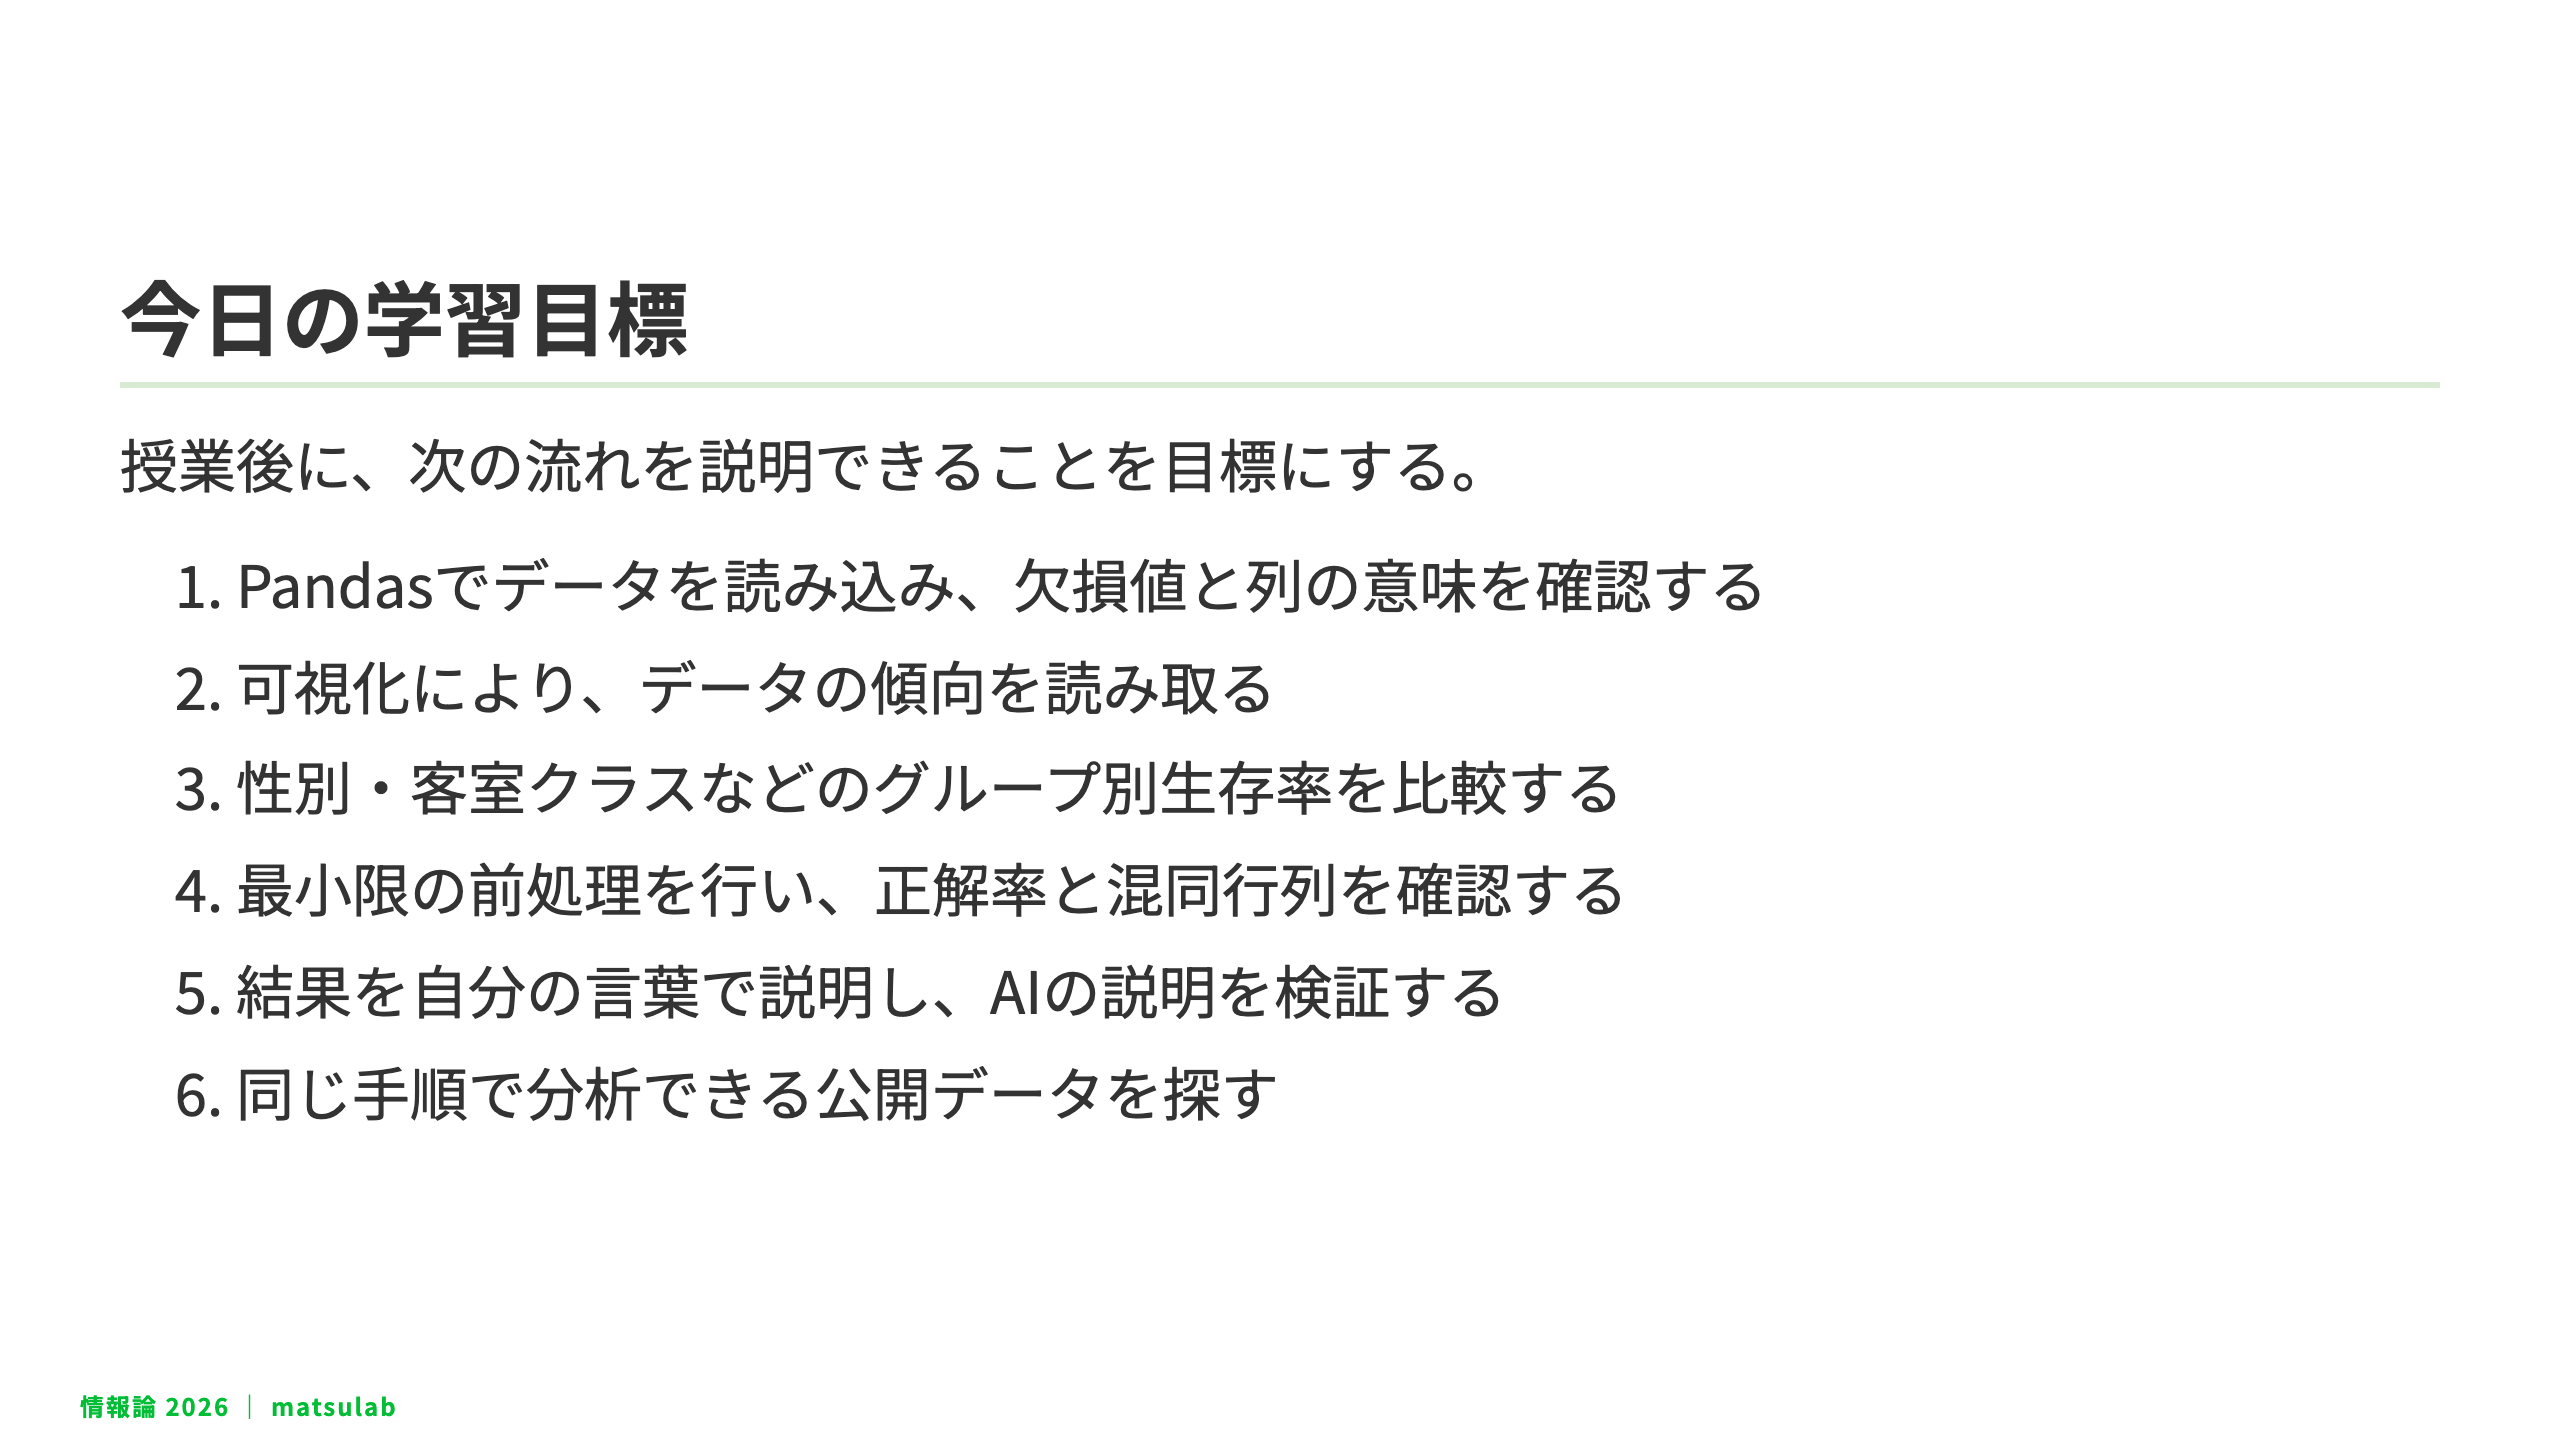 今日の学習目標
授業後に、次の流れを説明できることを目標にする。
1. Pandasでデータを読み込み、欠損値と列の意味を確認する
2. 可視化により、データの傾向を読み取る
3. 性別・客室クラスなどのグループ別生存率を比較する
4. 最小限の前処理を行い、正解率と混同行列を確認する
5. 結果を自分の言葉で説明し、AIの説明を検証する
6. 同じ手順で分析できる公開データを探す
情報論 2026 | matsulab